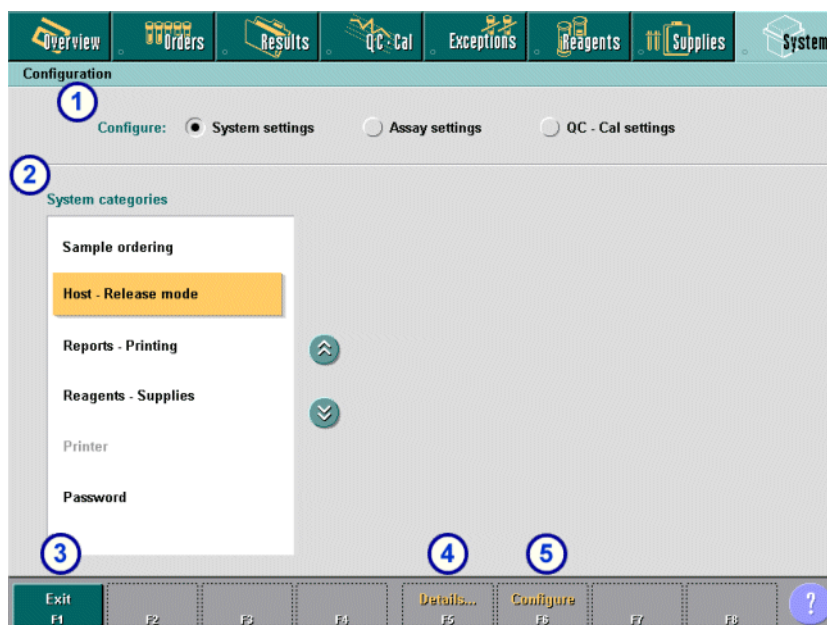 Overview Orders Results QC - Cal Exceptions Reagents Supplies System
Configuration
1
Configure: System settings Assay settings QC - Cal settings
2
System categories
Sample ordering
Host - Release mode
Reports - Printing
Reagents - Supplies
Printer
Password
3 4 5
Exit Details... Configure ?
F1 F2 F3 F4 F5 F6 F7 F8